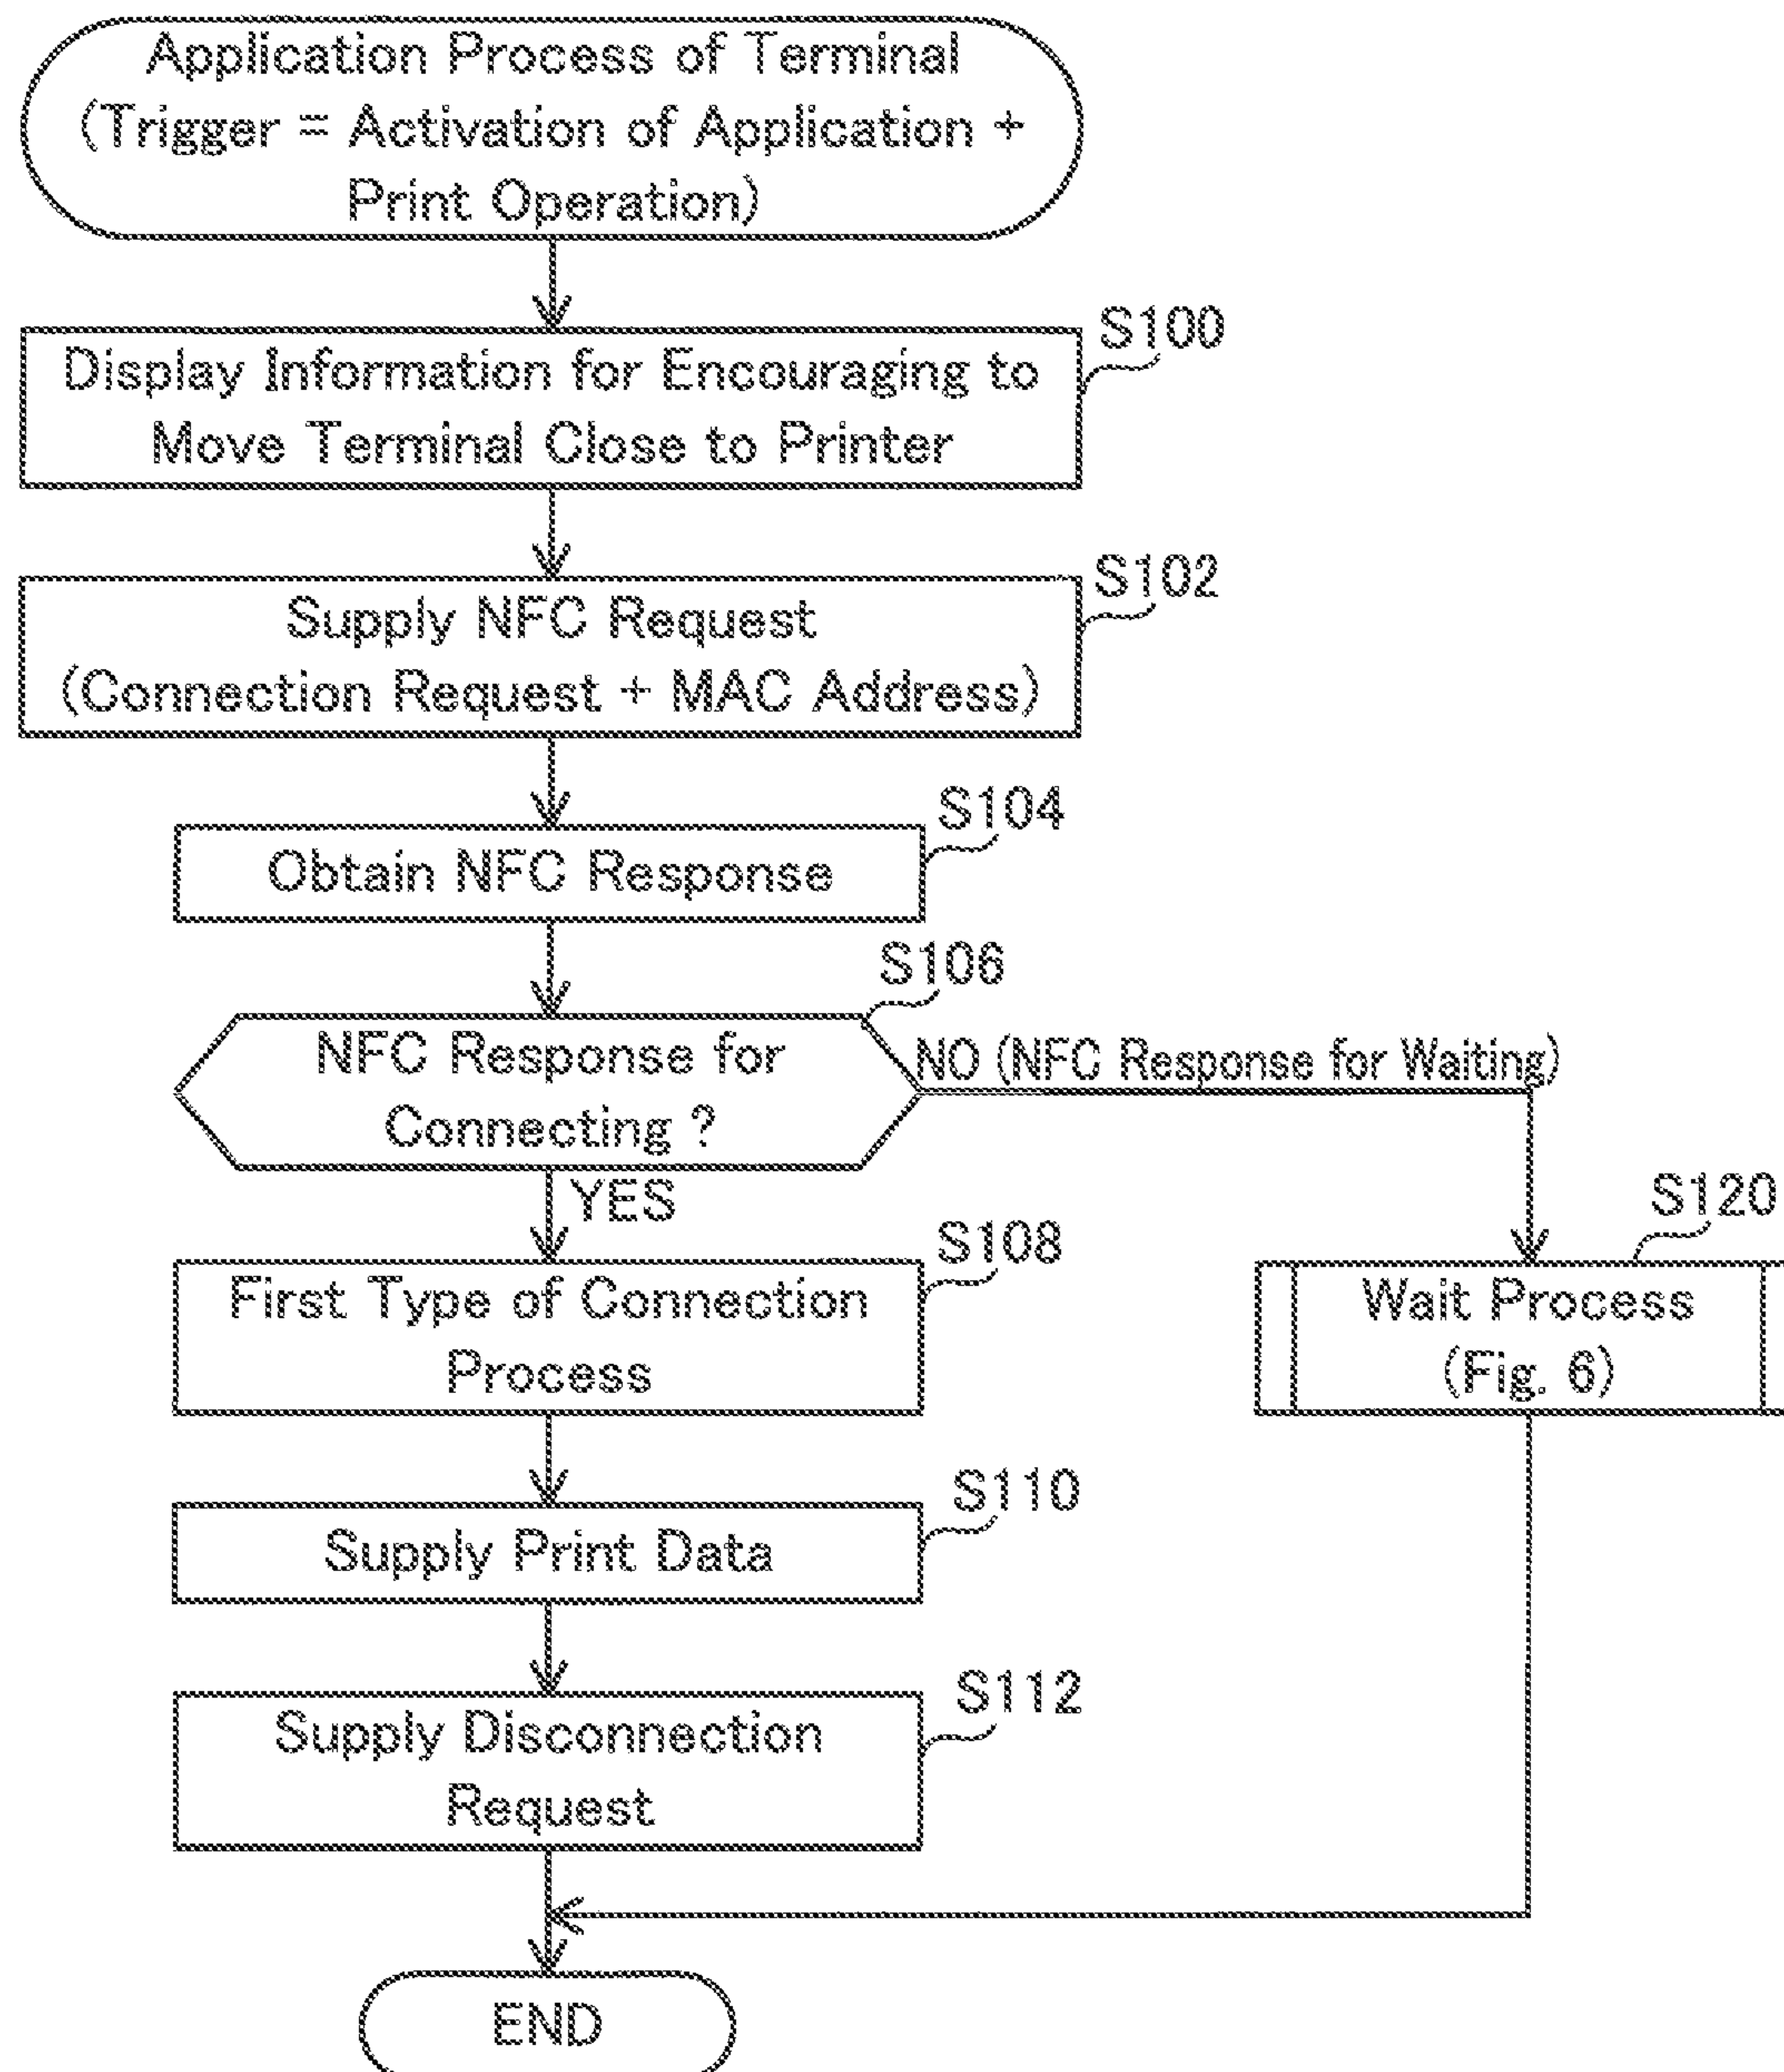 Application Process of Terminal
(Trigger = Activation of Application +
Print Operation)
S100
Display Information for Encouraging to
Move Terminal Close to Printer
S102
Supply NFC Request
(Connection Request + MAC Address)
S104
Obtain NFC Response
S106
NFC Response for
Connecting ?
NO (NFC Response for Waiting)
YES
S108
First Type of Connection
Process
S120
Wait Process
(Fig. 6)
S110
Supply Print Data
S112
Supply Disconnection
Request
END